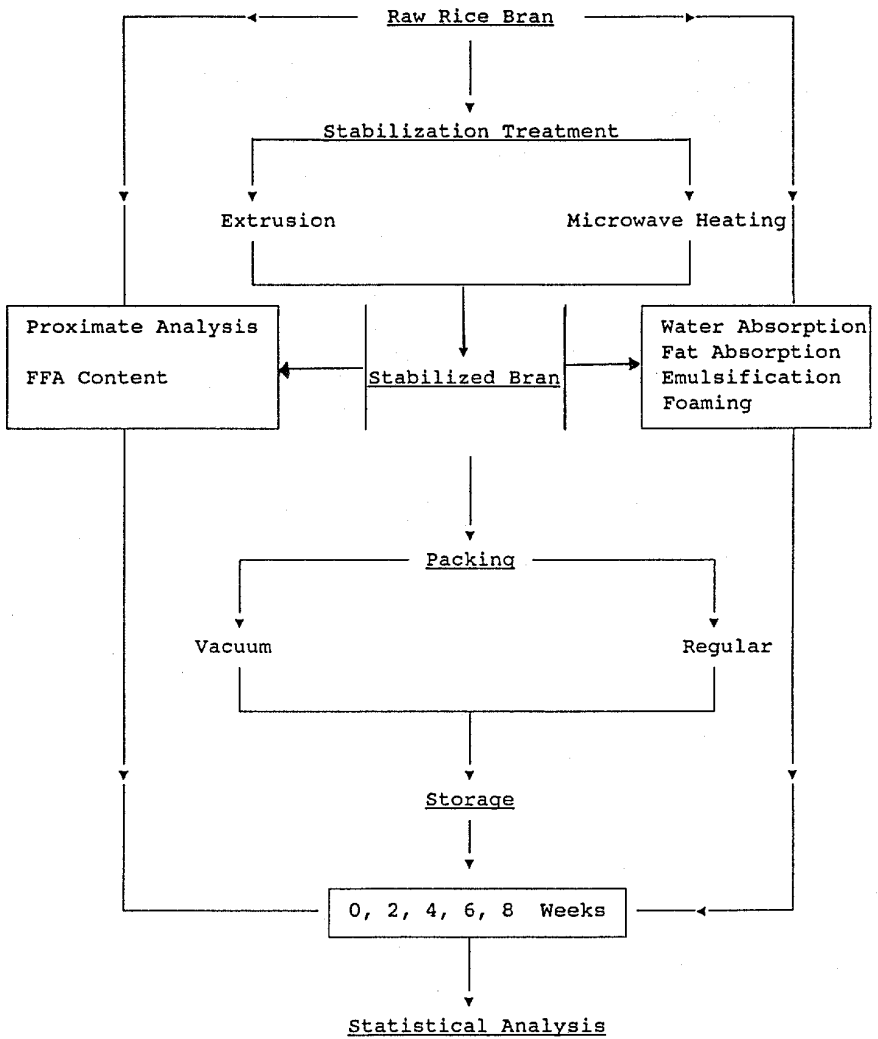 Raw Rice Bran
Stabilization Treatment
Extrusion
Microwave Heating
Proximate Analysis
FFA Content
Stabilized Bran
Water Absorption
Fat Absorption
Emulsification
Foaming
Packing
Vacuum
Regular
Storage
0, 2, 4, 6, 8 Weeks
Statistical Analysis